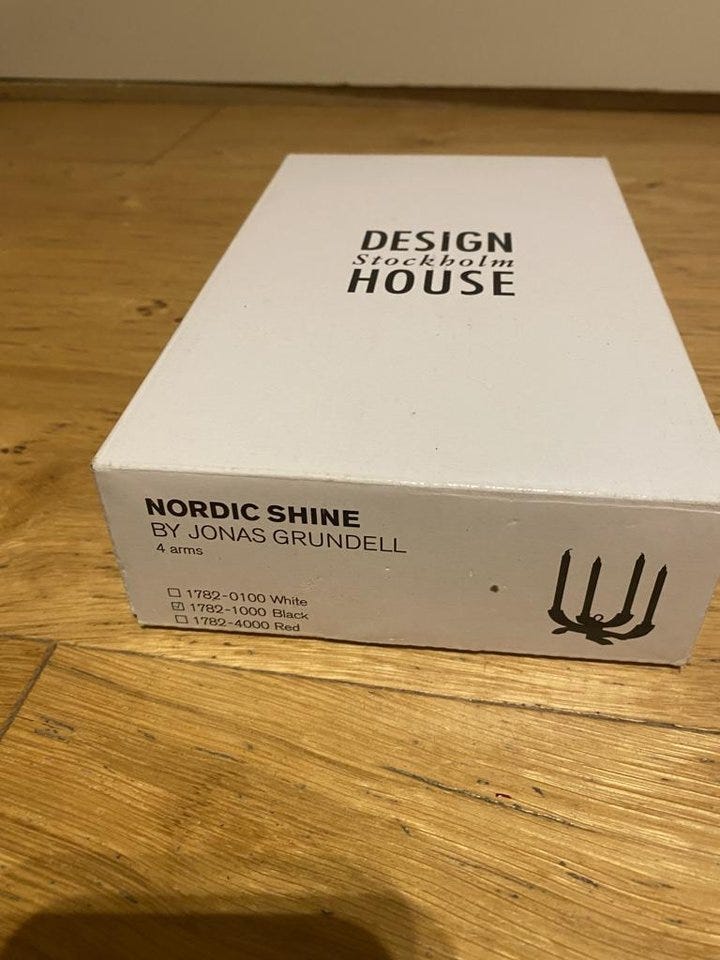 DESIGN
Stockholm
HOUSE
NORDIC SHINE
BY JONAS GRUNDELL
4 arms
☐ 1782-0100 White
☑ 1782-1000 Black
☐ 1782-4000 Red